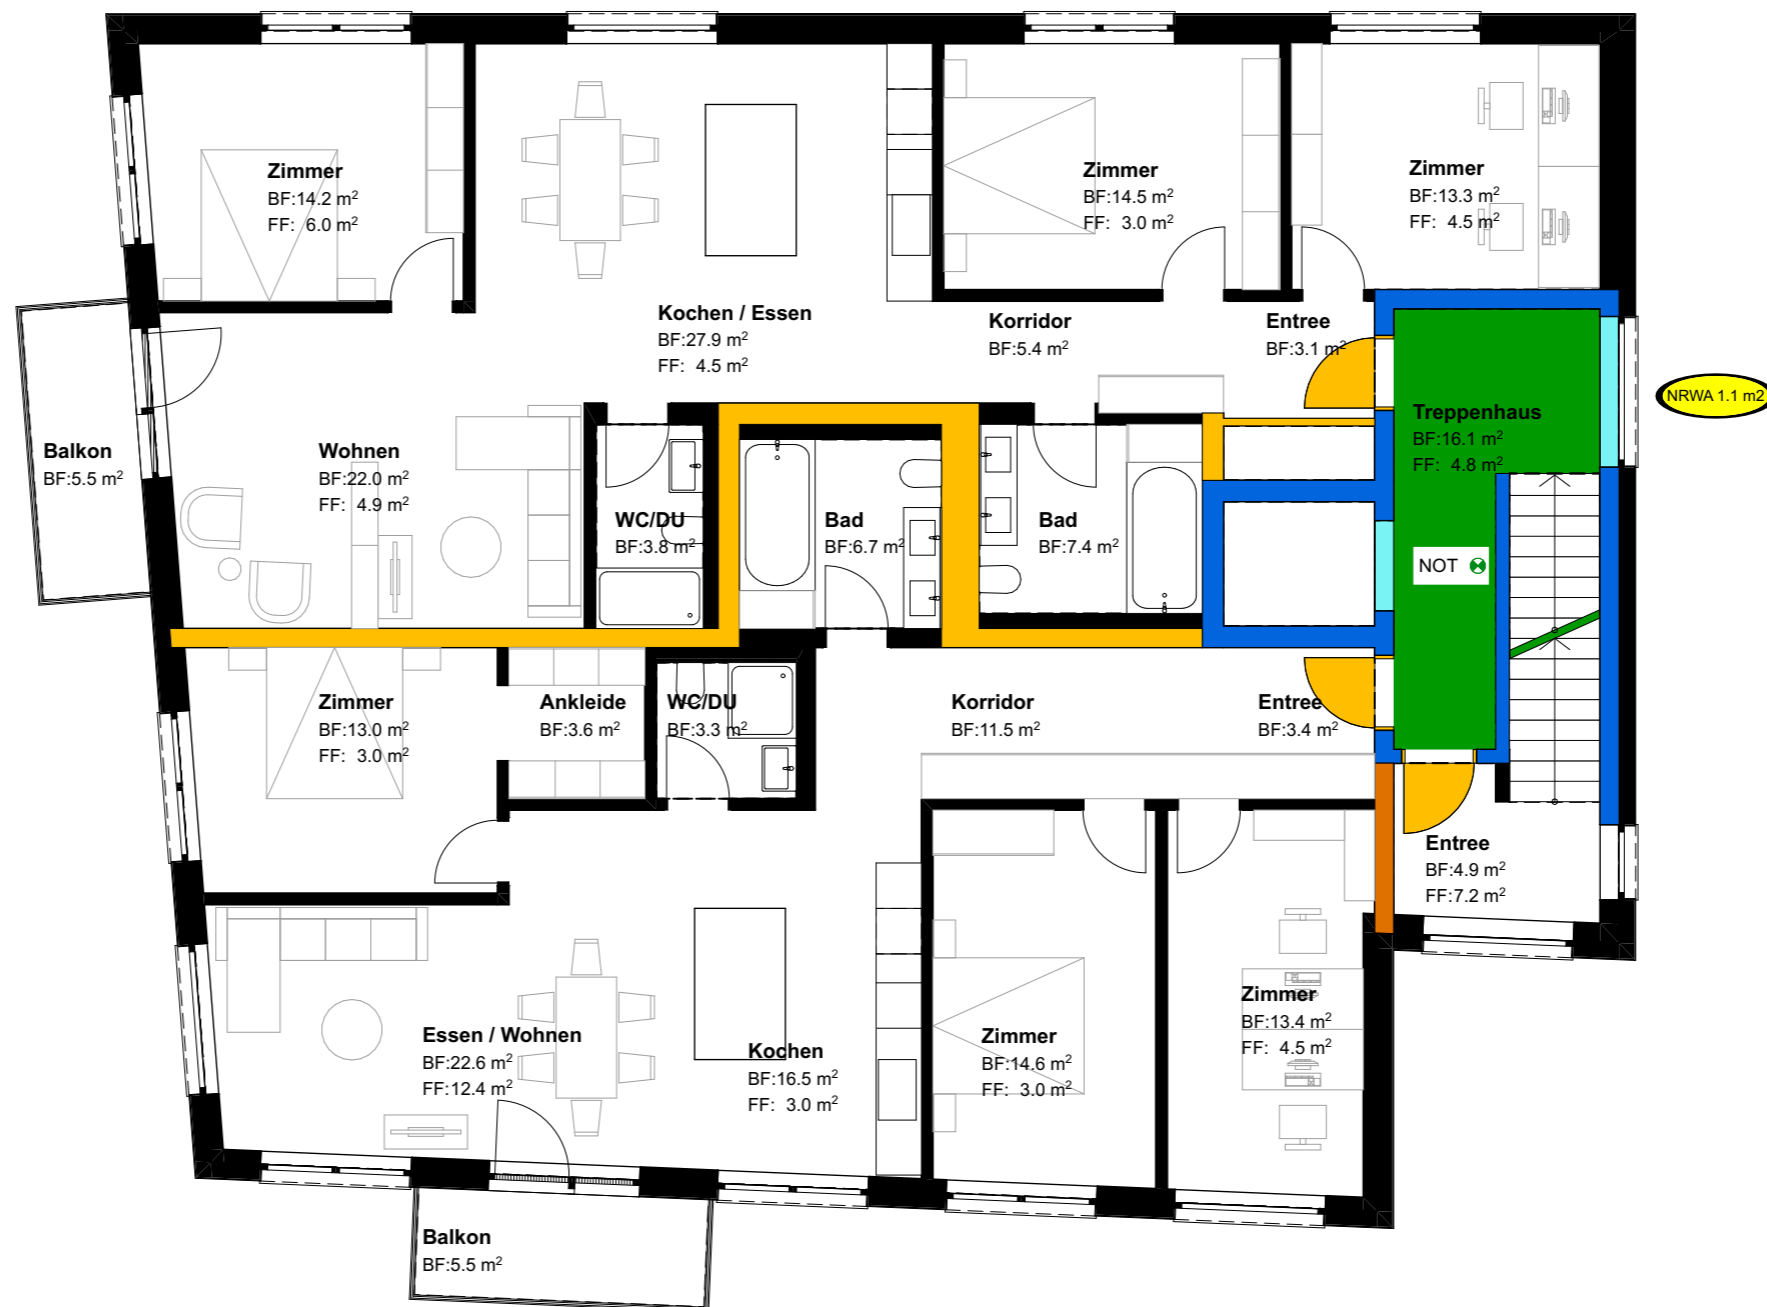 Zimmer
BF:14.2 m²
FF: 6.0 m²
Zimmer
BF:14.5 m²
FF: 3.0 m²
Zimmer
BF:13.3 m²
FF: 4.5 m²
Kochen / Essen
BF:27.9 m²
FF: 4.5 m²
Korridor
BF:5.4 m²
Entree
BF:3.1 m²
NRWA 1.1 m2
Treppenhaus
BF:16.1 m²
FF: 4.8 m²
Balkon
BF:5.5 m²
Wohnen
BF:22.0 m²
FF: 4.9 m²
WC/DU
BF:3.8 m²
Bad
BF:6.7 m²
Bad
BF:7.4 m²
NOT
Zimmer
BF:13.0 m²
FF: 3.0 m²
Ankleide
BF:3.6 m²
WC/DU
BF:3.3 m²
Korridor
BF:11.5 m²
Entree
BF:3.4 m²
Entree
BF:4.9 m²
FF:7.2 m²
Essen / Wohnen
BF:22.6 m²
FF:12.4 m²
Kochen
BF:16.5 m²
FF: 3.0 m²
Zimmer
BF:14.6 m²
FF: 3.0 m²
Zimmer
BF:13.4 m²
FF: 4.5 m²
Balkon
BF:5.5 m²